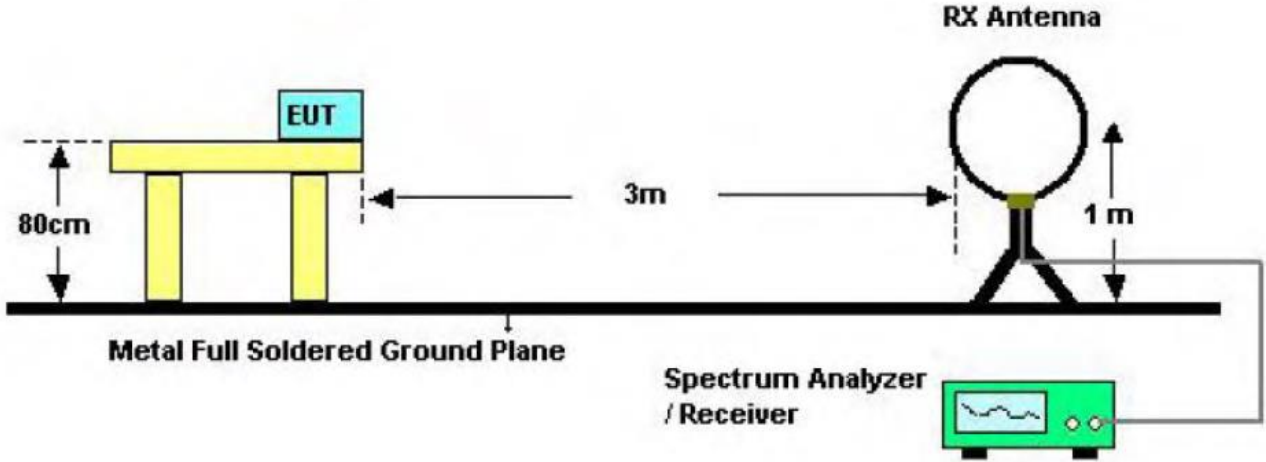 RX Antenna
EUT
3m
80cm
1 m
Metal Full Soldered Ground Plane
Spectrum Analyzer
/ Receiver